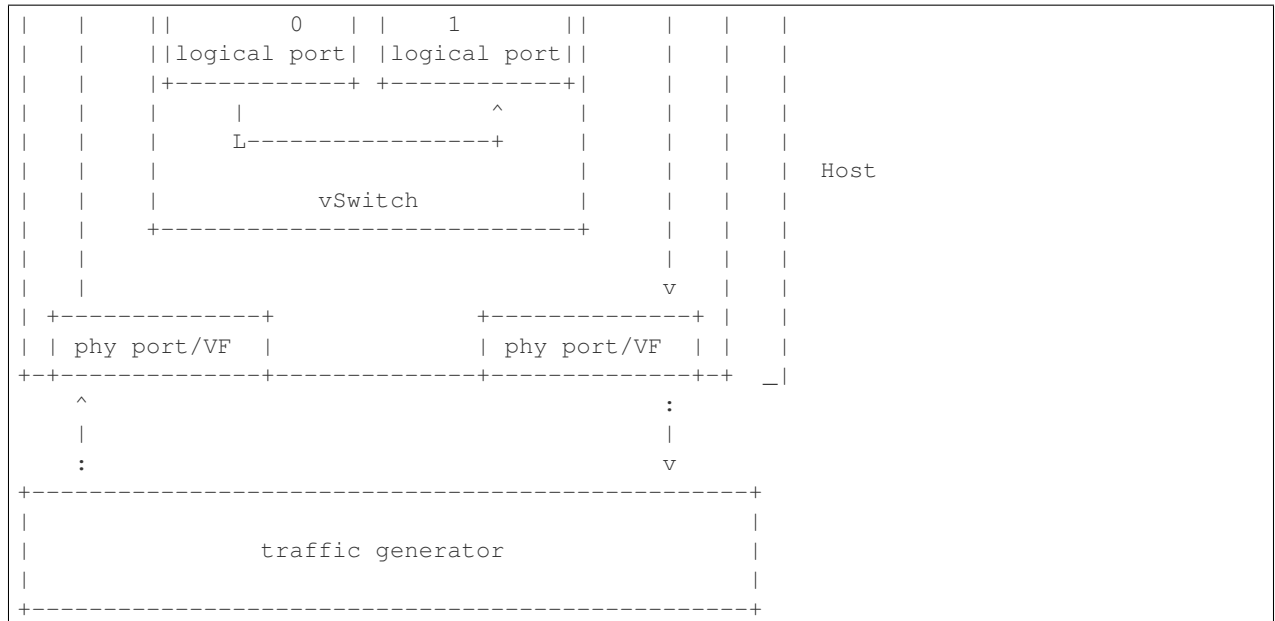 |   |    ||        0   | |    1       ||     |   |   |
|   |    ||logical port| |logical port||     |   |   |
|   |    |+------------+ +------------+|     |   |   |
|   |    |     |                 ^     |     |   |   |
|   |    |     L-----------------+     |     |   |   |
|   |    |                             |     |   |   |  Host
|   |    |          vSwitch            |     |   |   |
|   |    +-----------------------------+     |   |   |
|   |                                        |   |   |
|   |                                        v   |   |
| +--------------+              +--------------+ |   |
| | phy port/VF  |              | phy port/VF  | |   |
+-+--------------+--------------+--------------+-+  _|
    ^                                        :
    |                                        |
    :                                        v
+--------------------------------------------------+
|                                                  |
|                traffic generator                 |
|                                                  |
+--------------------------------------------------+